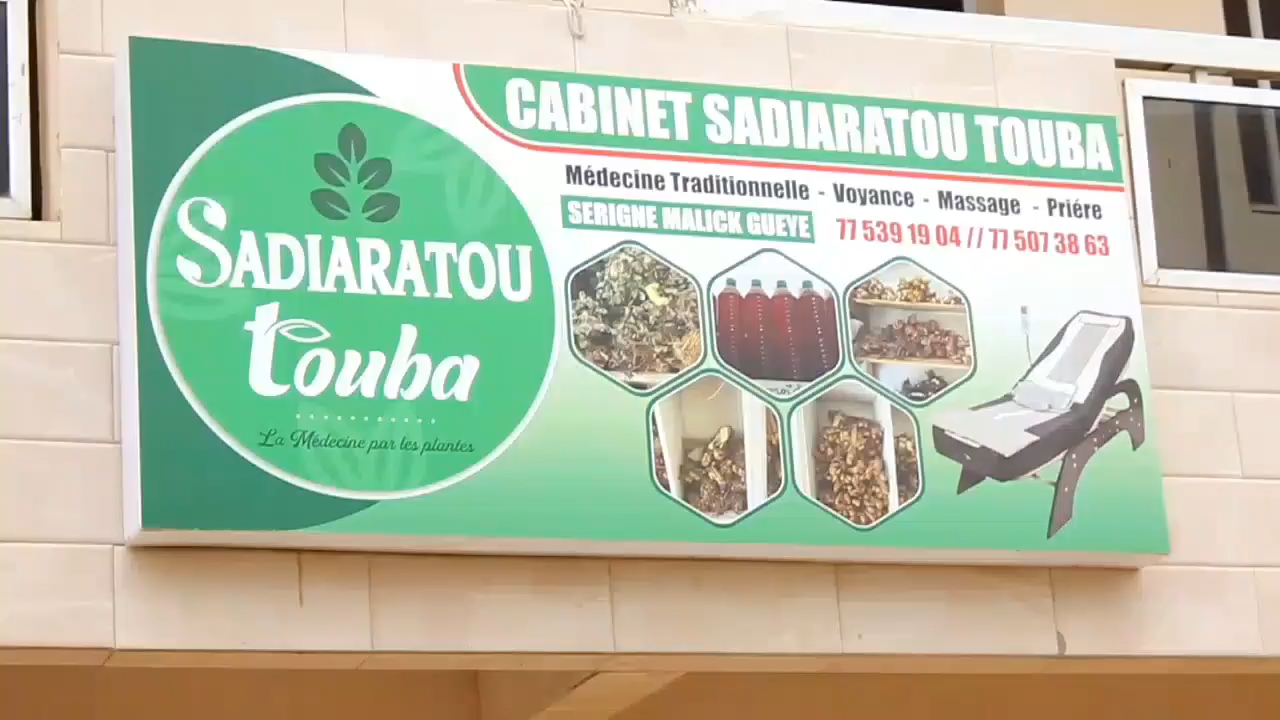 SADIARATOU
touba
La Médecine par les plantes
CABINET SADIARATOU TOUBA
Médecine Traditionnelle - Voyance - Massage - Priére
SERIGNE MALICK GUEYE
77 539 19 04 // 77 507 38 63